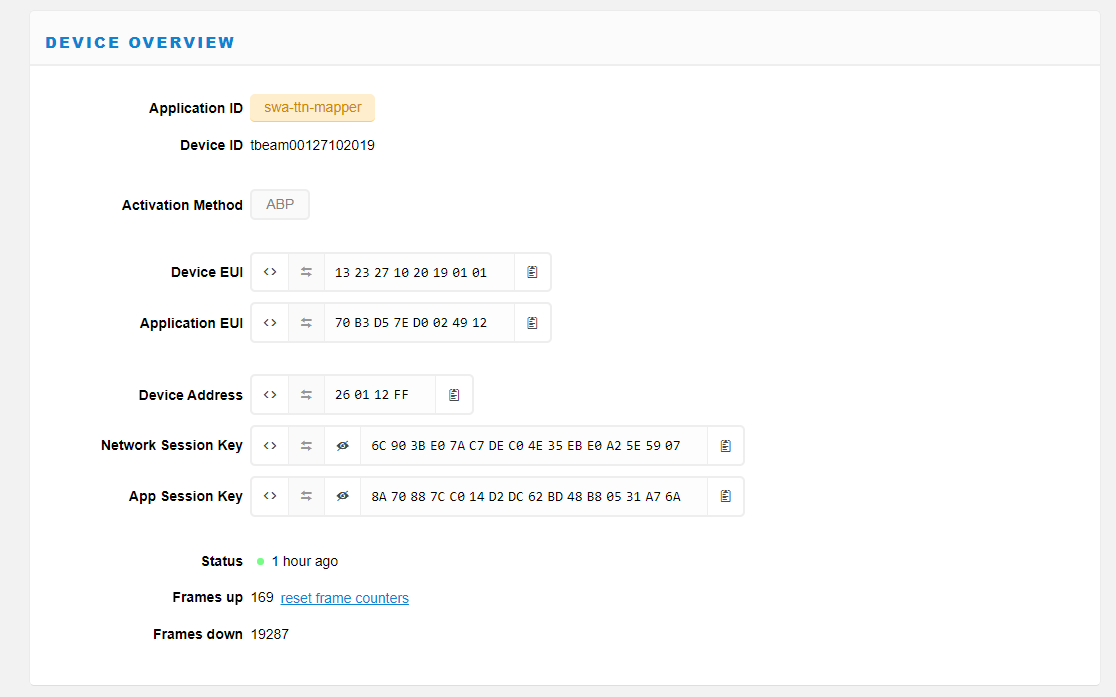 DEVICE OVERVIEW
Application ID swa-ttn-mapper
Device ID tbeam00127102019
Activation Method ABP
Device EUI <> 13 23 27 10 20 19 01 01
Application EUI <> 70 B3 D5 7E D0 02 49 12
Device Address <> 26 01 12 FF
Network Session Key <> 6C 90 3B E0 7A C7 DE C0 4E 35 EB E0 A2 5E 59 07
App Session Key <> 8A 70 88 7C C0 14 D2 DC 62 BD 48 B8 05 31 A7 6A
Status 1 hour ago
Frames up 169 reset frame counters
Frames down 19287